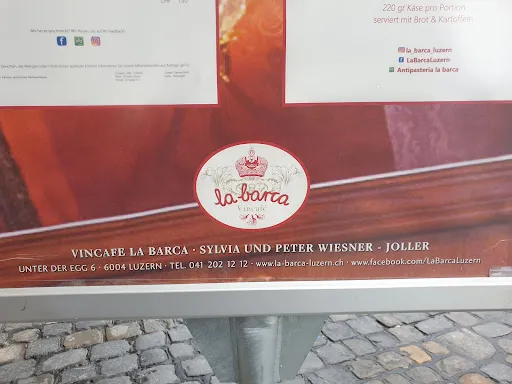 220 gr Käse pro Portion
serviert mit Brot & Kartoffeln
la_barca_luzern
LaBarcaLuzern
Antipasteria la barca
la barca
Vincafé
VINCAFE LA BARCA · SYLVIA UND PETER WIESNER - JOLLER
UNTER DER EGG 6 · 6004 LUZERN · TEL. 041 202 12 12 · www.la-barca-luzern.ch · www.facebook.com/LaBarcaLuzern